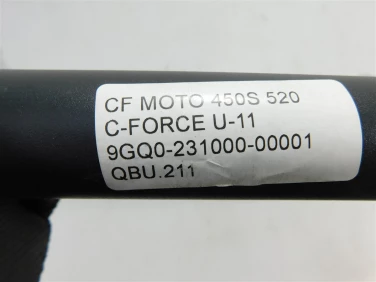 CF MOTO 450S 520
C-FORCE U-11
9GQ0-231000-00001
QBU.211